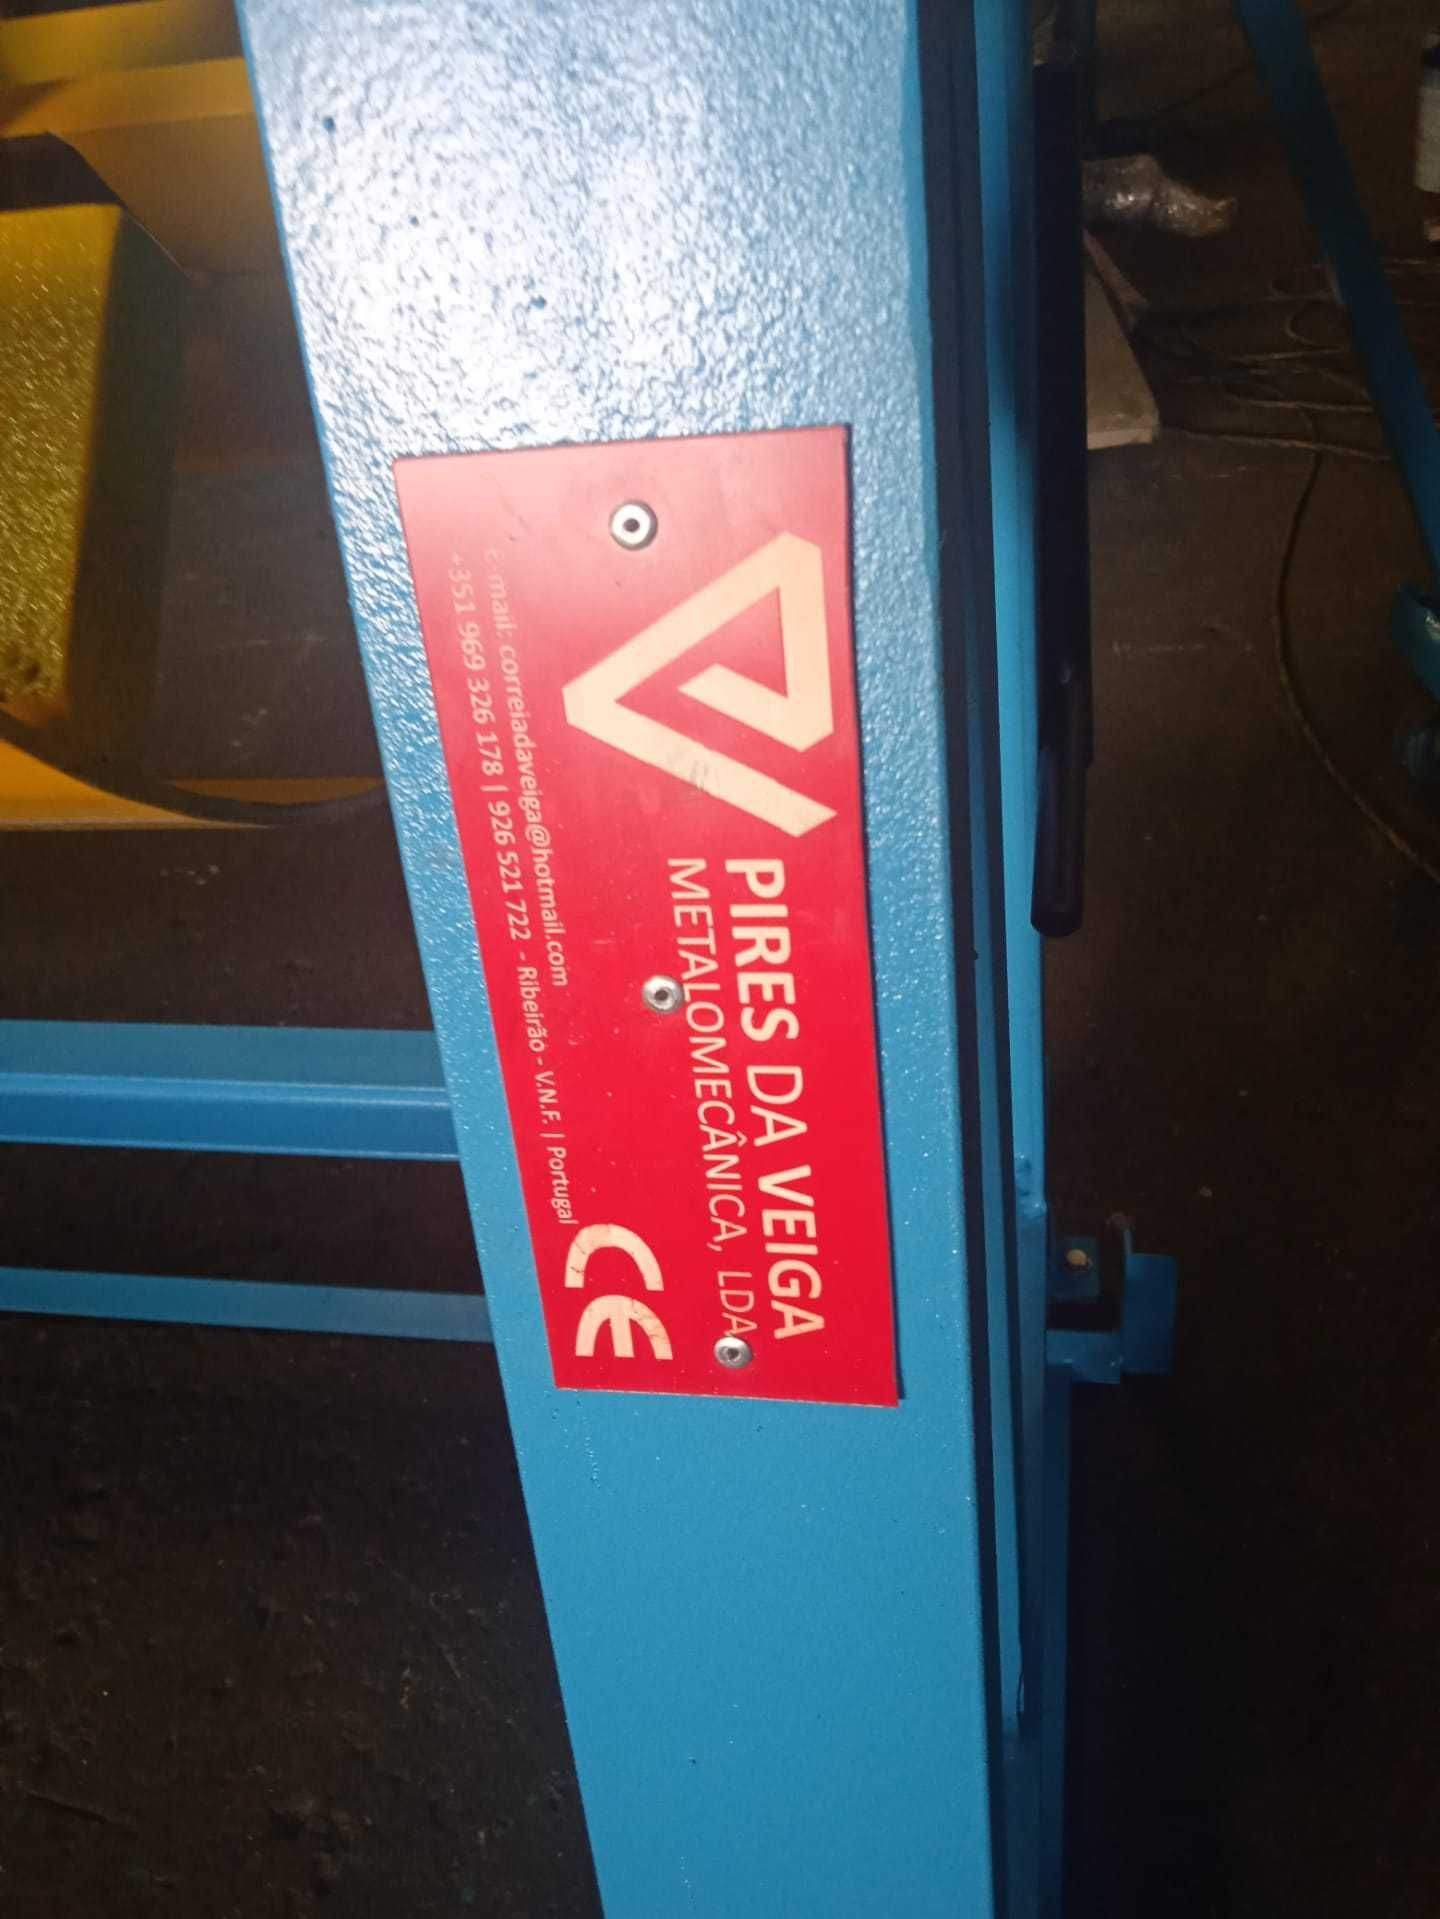 PIRES DA VEIGA
METALOMECÂNICA, LDA
e-mail: correiadaveiga@hotmail.com
+351 969 326 178 | 926 521 722 - Ribeirão - V.N.F. | Portugal
CE